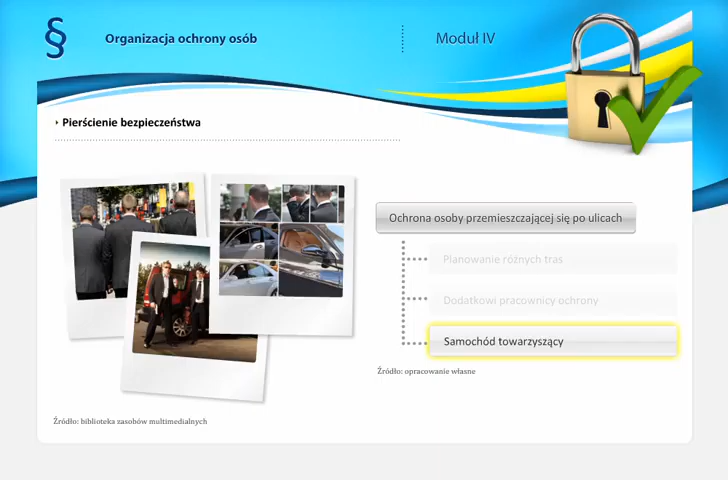 §
Organizacja ochrony osób
Moduł IV
Pierścienie bezpieczeństwa
Ochrona osoby przemieszczającej się po ulicach
Planowanie różnych tras
Dodatkowi pracownicy ochrony
Samochód towarzyszący
Źródło: opracowanie własne
Źródło: biblioteka zasobów multimedialnych